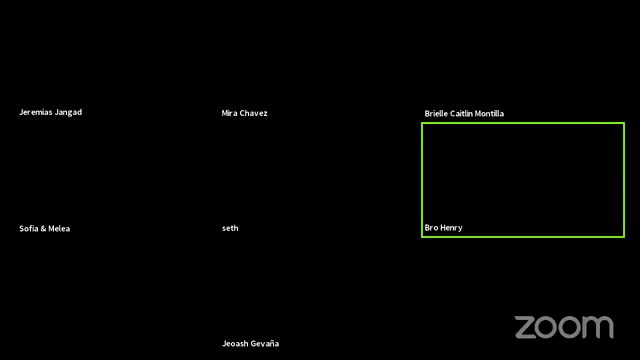 Jeremias Jangad
Mira Chavez
Brielle Caitlin Montilla
Sofia & Melea
seth
Bro Henry
Jeoash Gevaña
zoom